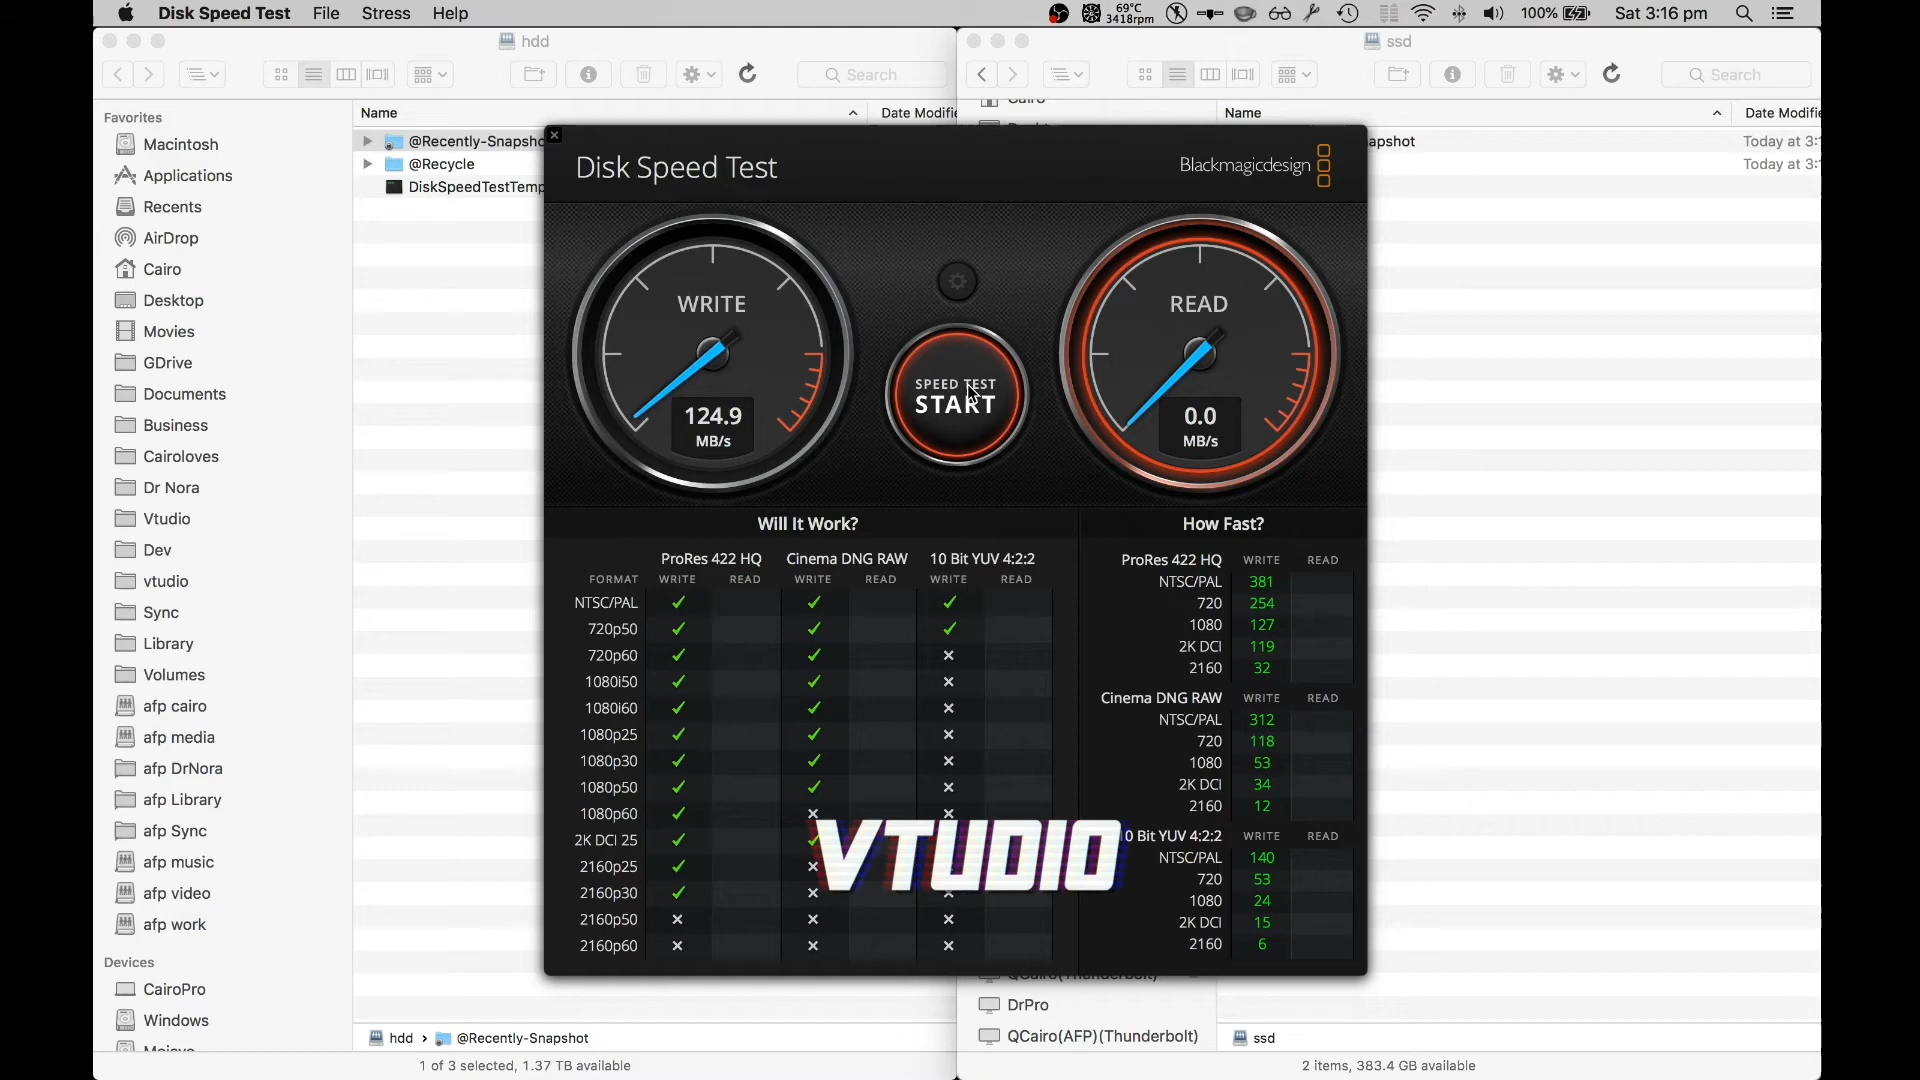 Disk Speed Test File Stress Help
69°C
3418rpm
100%
Sat 3:16 pm
hdd
Search
Favorites
Macintosh
Applications
Recents
AirDrop
Cairo
Desktop
Movies
GDrive
Documents
Business
Cairoloves
Dr Nora
Vtudio
Dev
vtudio
Sync
Library
Volumes
afp cairo
afp media
afp DrNora
afp Library
afp Sync
afp music
afp video
afp work
Devices
CairoPro
Windows
Name Date Modifie
@Recently-Snapsho
@Recycle
DiskSpeedTestTemp
hdd › @Recently-Snapshot
1 of 3 selected, 1.37 TB available
ssd
Search
Cairo
Name Date Modifie
apshot Today at 3:
Today at 3:
QCairo(Thunderbolt)
DrPro
QCairo(AFP)(Thunderbolt)
ssd
2 items, 383.4 GB available
Disk Speed Test
Blackmagicdesign
WRITE
124.9
MB/s
SPEED TEST
START
READ
0.0
MB/s
Will It Work?
ProRes 422 HQ Cinema DNG RAW 10 Bit YUV 4:2:2
FORMAT WRITE READ WRITE READ WRITE READ
NTSC/PAL ✓ ✓ ✓
720p50 ✓ ✓ ✓
720p60 ✓ ✓ ×
1080i50 ✓ ✓ ×
1080i60 ✓ ✓ ×
1080p25 ✓ ✓ ×
1080p30 ✓ ✓ ×
1080p50 ✓ ✓ ×
1080p60 ✓ × ×
2K DCI 25 ✓ ✓
2160p25 ✓ ×
2160p30 ✓ × ×
2160p50 × × ×
2160p60 × × ×
How Fast?
ProRes 422 HQ WRITE READ
NTSC/PAL 381
720 254
1080 127
2K DCI 119
2160 32
Cinema DNG RAW WRITE READ
NTSC/PAL 312
720 118
1080 53
2K DCI 34
2160 12
0 Bit YUV 4:2:2 WRITE READ
NTSC/PAL 140
720 53
1080 24
2K DCI 15
2160 6
VTUDIO